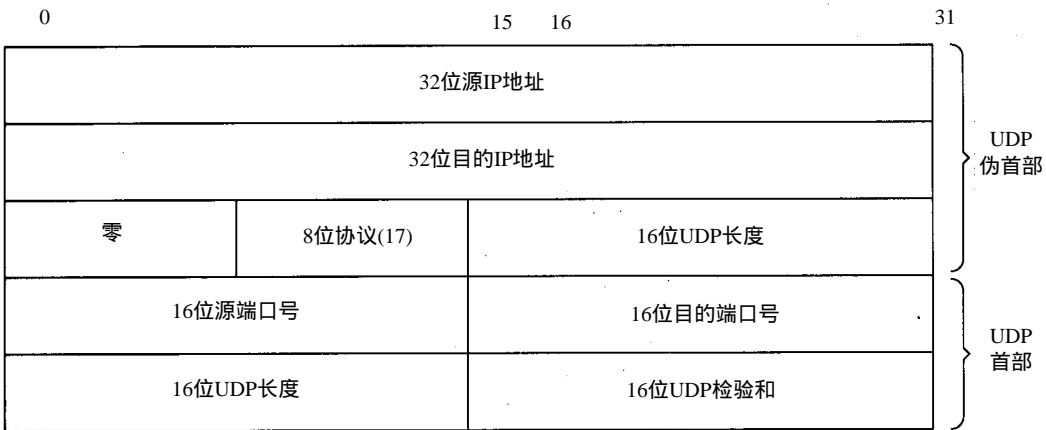 0 15 16 31
32位源IP地址
32位目的IP地址
UDP
伪首部
零 8位协议(17) 16位UDP长度
16位源端口号 16位目的端口号
UDP
首部
16位UDP长度 16位UDP检验和